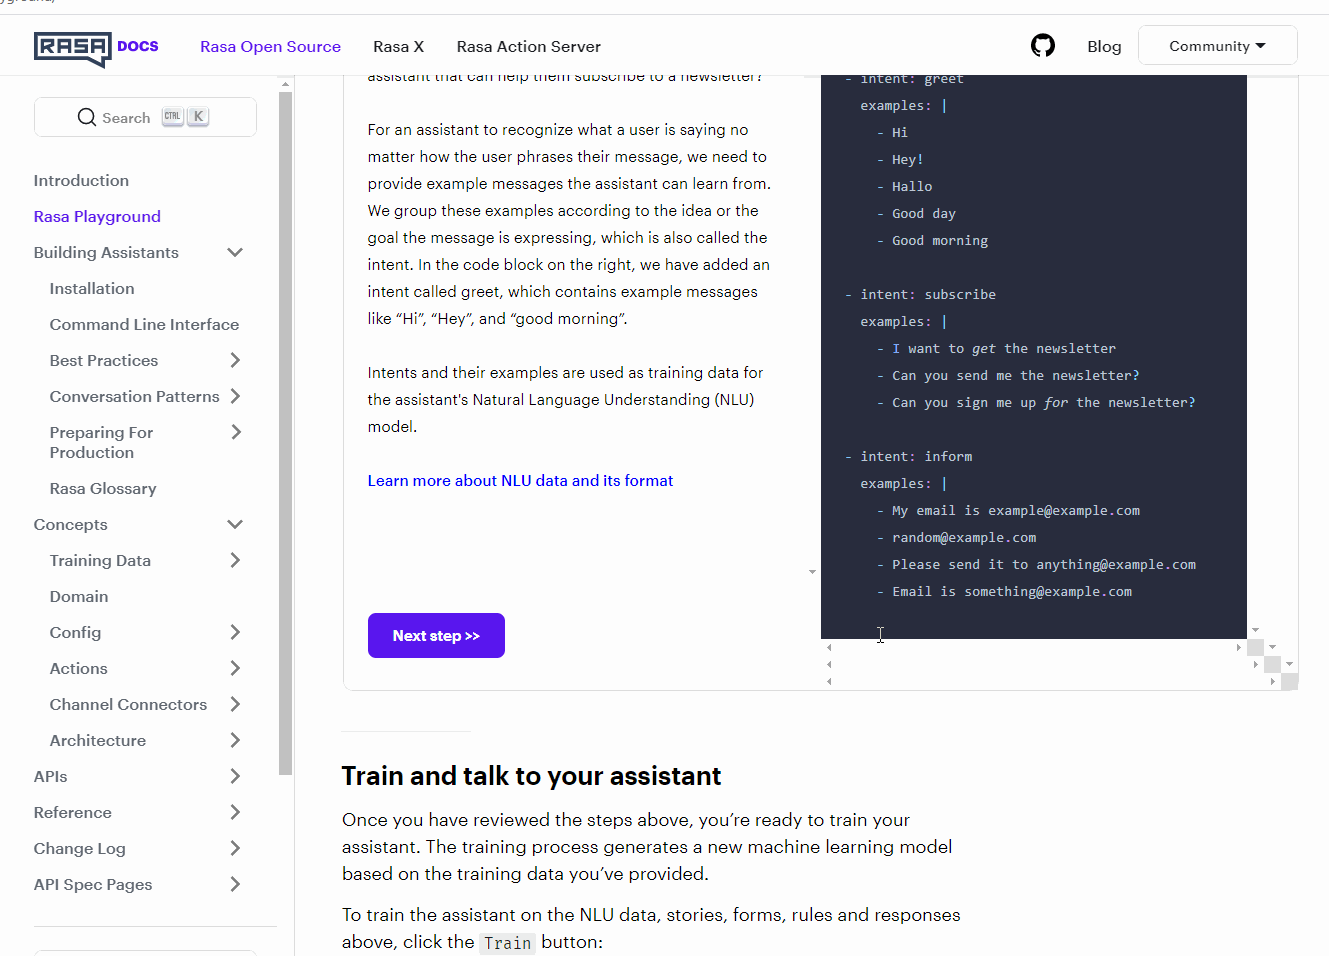 RASA DOCS
Rasa Open Source
Rasa X
Rasa Action Server
Blog
Community
Search
CTRL
K
Introduction
Rasa Playground
Building Assistants
Installation
Command Line Interface
Best Practices
Conversation Patterns
Preparing For
Production
Rasa Glossary
Concepts
Training Data
Domain
Config
Actions
Channel Connectors
Architecture
APIs
Reference
Change Log
API Spec Pages
assistant that can help them subscribe to a newsletter?
For an assistant to recognize what a user is saying no
matter how the user phrases their message, we need to
provide example messages the assistant can learn from.
We group these examples according to the idea or the
goal the message is expressing, which is also called the
intent. In the code block on the right, we have added an
intent called greet, which contains example messages
like “Hi”, “Hey”, and “good morning”.
Intents and their examples are used as training data for
the assistant's Natural Language Understanding (NLU)
model.
Learn more about NLU data and its format
Next step >>
- intent: greet
examples: |
- Hi
- Hey!
- Hallo
- Good day
- Good morning
- intent: subscribe
examples: |
- I want to get the newsletter
- Can you send me the newsletter?
- Can you sign me up for the newsletter?
- intent: inform
examples: |
- My email is example@example.com
- random@example.com
- Please send it to anything@example.com
- Email is something@example.com
Train and talk to your assistant
Once you have reviewed the steps above, you’re ready to train your
assistant. The training process generates a new machine learning model
based on the training data you’ve provided.
To train the assistant on the NLU data, stories, forms, rules and responses
above, click the Train button: